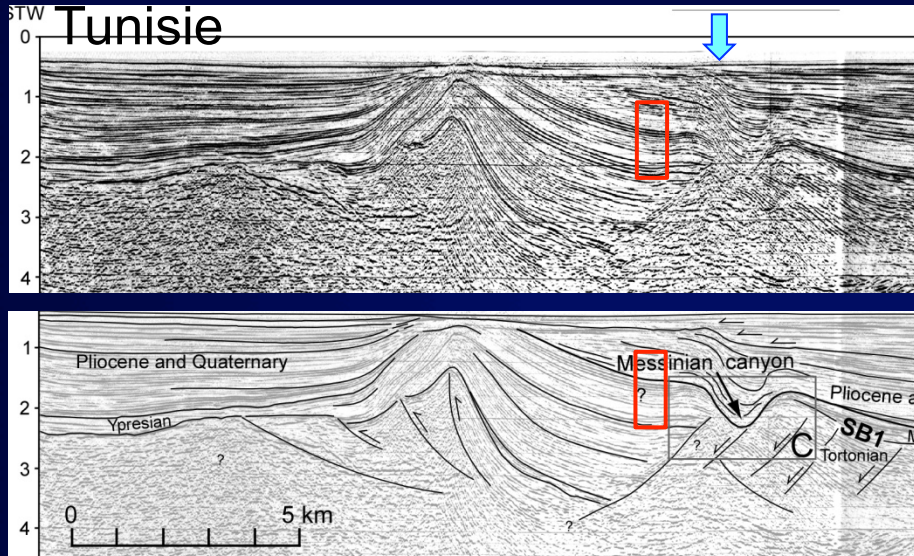 STW
Tunisie
0
1
2
3
4
1
Pliocene and Quaternary
Messinian canyon
?
Pliocene a
2
Ypresian
SB1
?
C
M
Tortonian
?
3
0
5 km
?
4